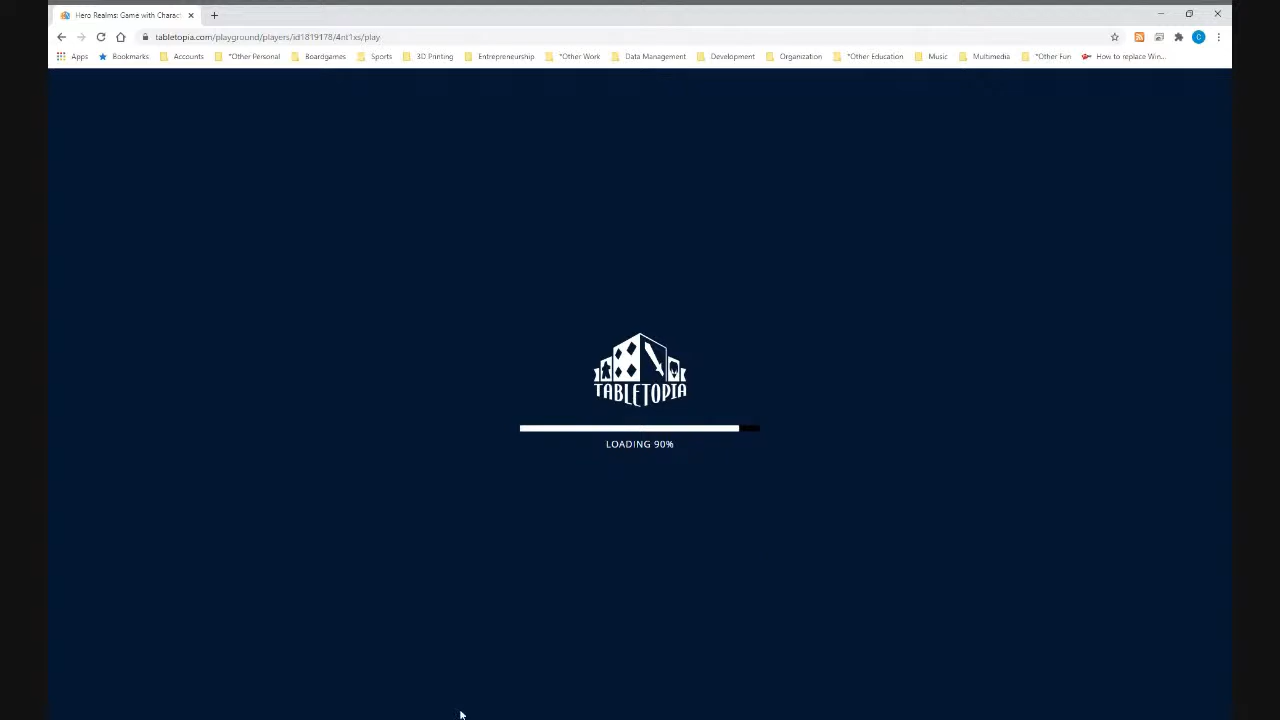 Hero Realms: Game with Charac
tabletopia.com/playground/players/id1819178/4nt1xs/play
C
Apps Bookmarks Accounts *Other Personal Boardgames Sports 3D Printing Entrepreneurship *Other Work Data Management Development Organization *Other Education Music Multimedia *Other Fun How to replace Win...
TABLETOPIA
LOADING 90%